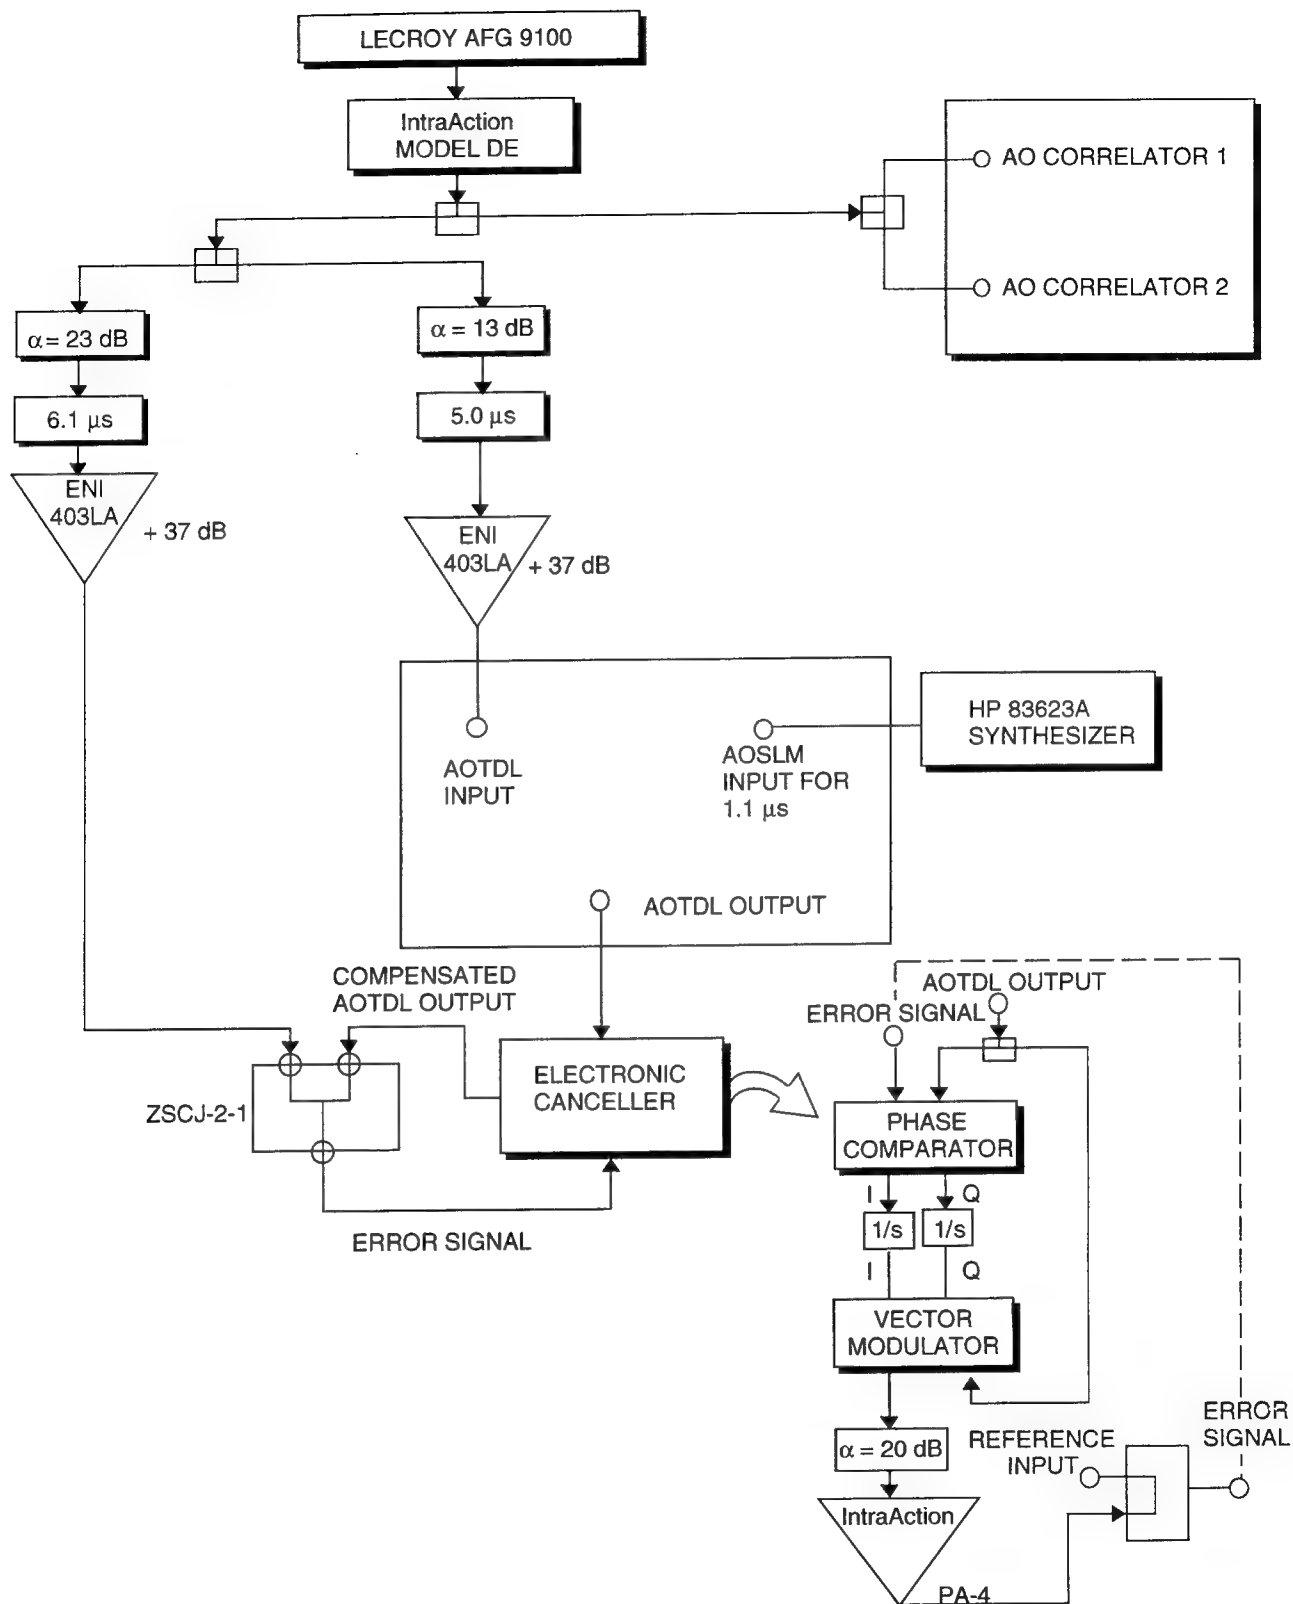 LECROY AFG 9100
IntraAction
MODEL DE
AO CORRELATOR 1
AO CORRELATOR 2
α = 23 dB
α = 13 dB
6.1 µs
5.0 µs
ENI
403LA
+ 37 dB
ENI
403LA
+ 37 dB
HP 83623A
SYNTHESIZER
AOTDL
INPUT
AOSLM
INPUT FOR
1.1 µs
AOTDL OUTPUT
COMPENSATED
AOTDL OUTPUT
AOTDL OUTPUT
ERROR SIGNAL
ELECTRONIC
CANCELLER
ZSCJ-2-1
PHASE
COMPARATOR
I
Q
1/s
1/s
ERROR SIGNAL
I
Q
VECTOR
MODULATOR
α = 20 dB
REFERENCE
INPUT
ERROR
SIGNAL
IntraAction
PA-4